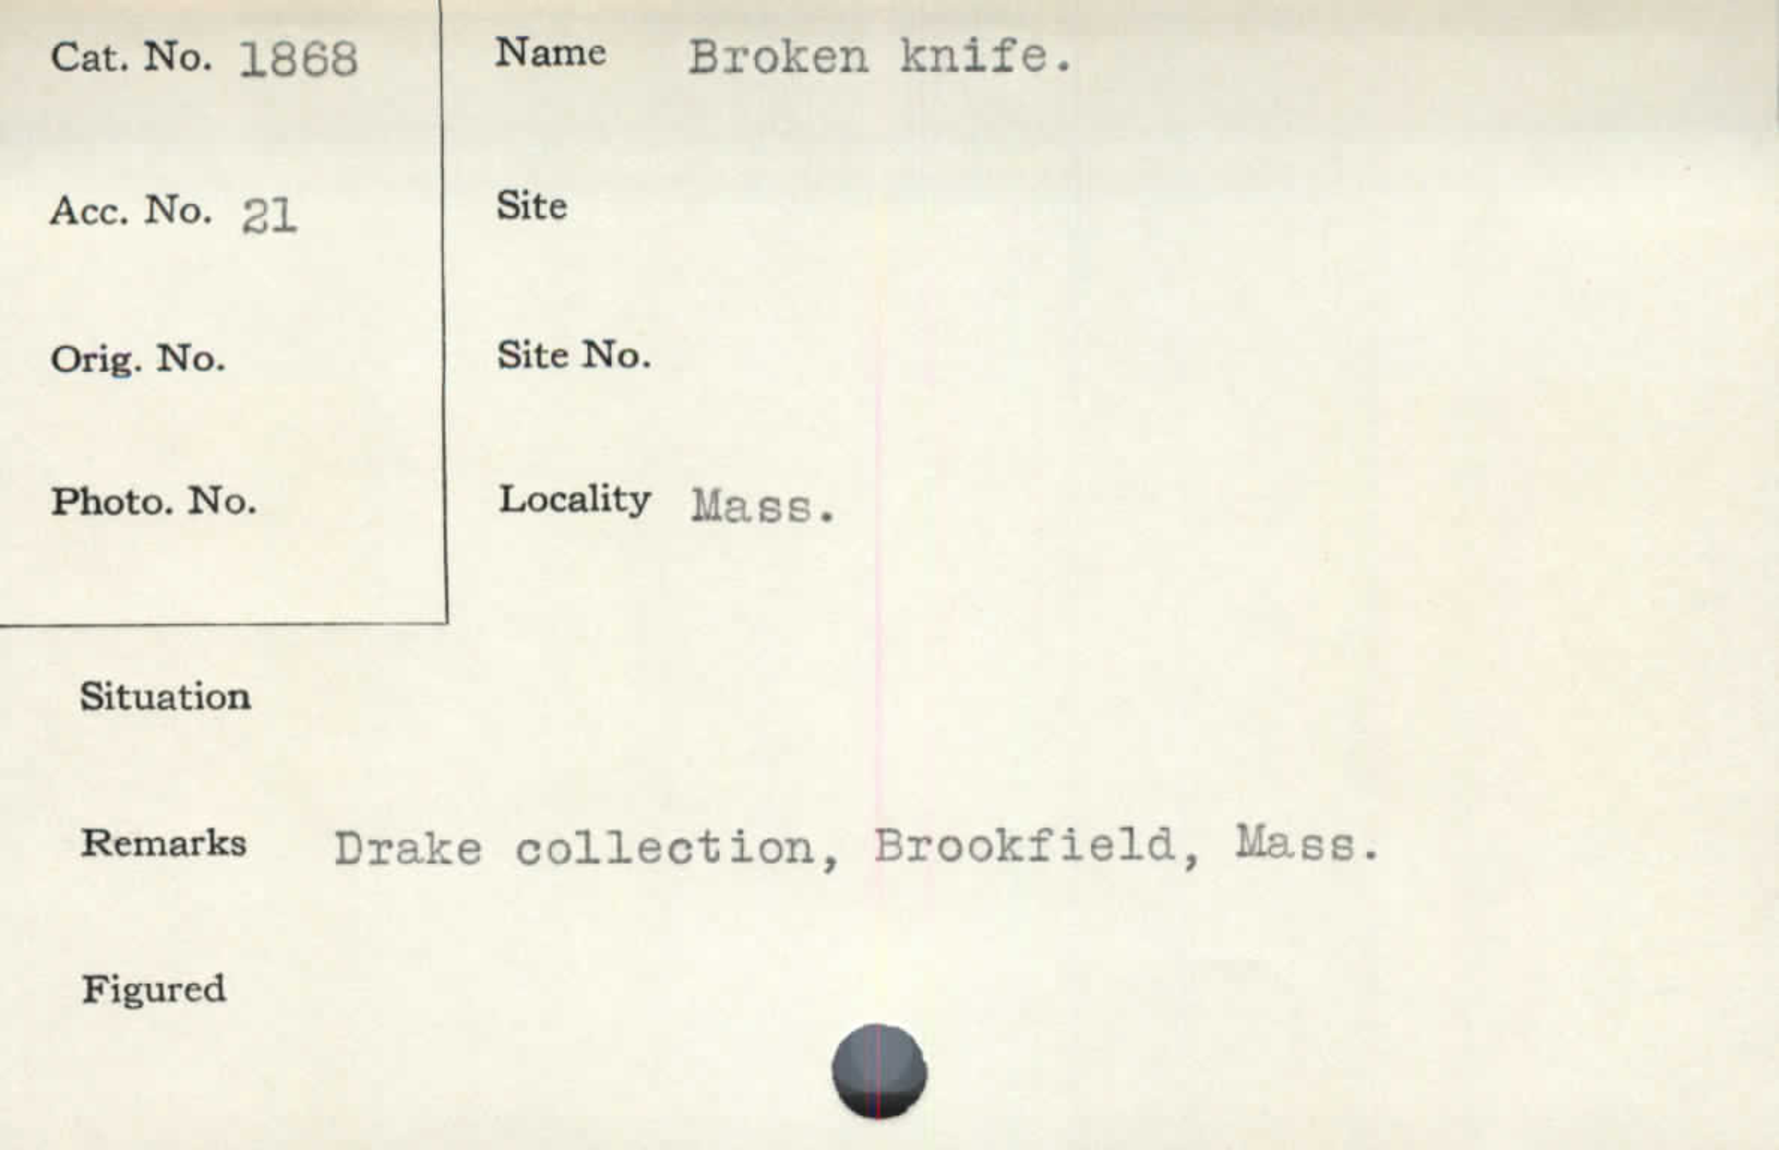 Cat. No. 1868
Name Broken knife.
Acc. No. 21
Site
Orig. No.
Site No.
Photo. No.
Locality Mass.
Situation
Remarks Drake collection, Brookfield, Mass.
Figured